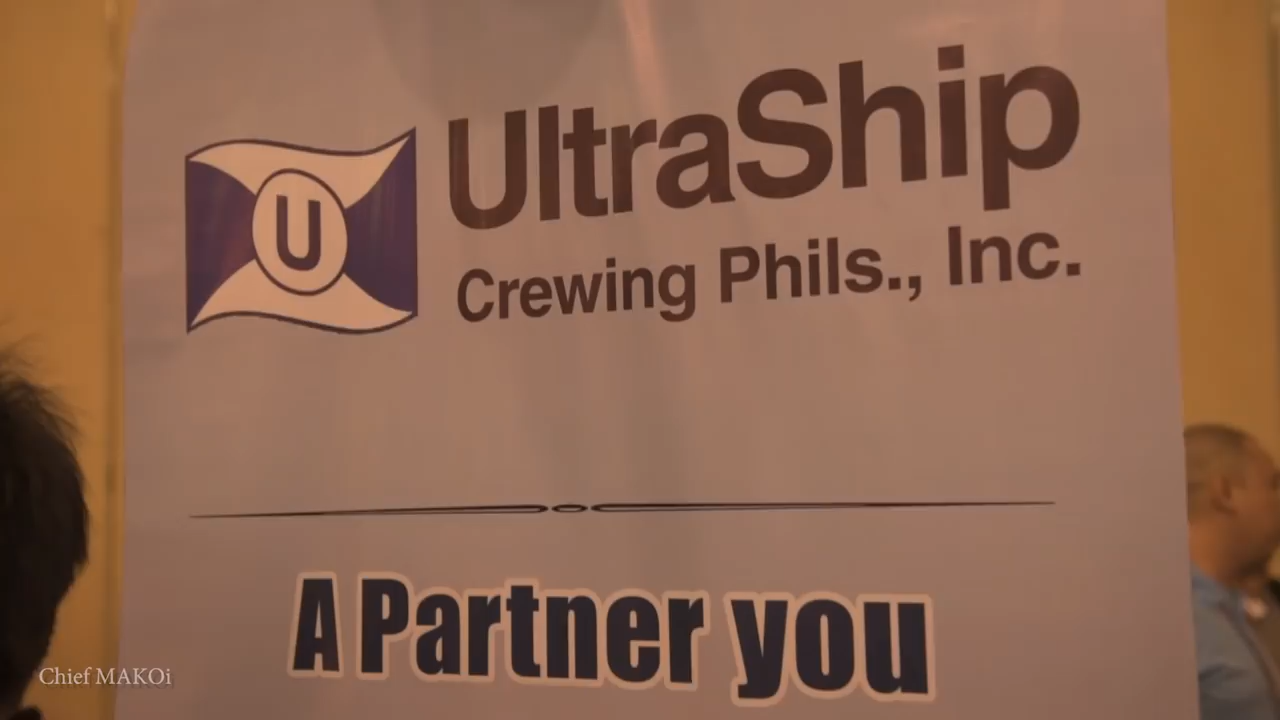 U
UltraShip
Crewing Phils., Inc.
A Partner you
Chief MAKOi